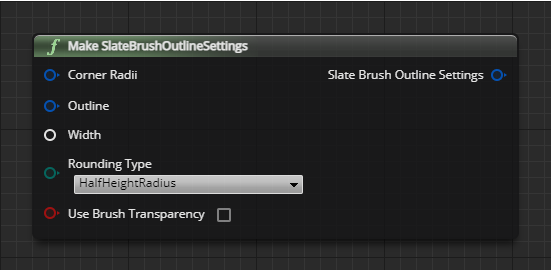 Make SlateBrushOutlineSettings
Corner Radii
Slate Brush Outline Settings
Outline
Width
Rounding Type
HalfHeightRadius
Use Brush Transparency